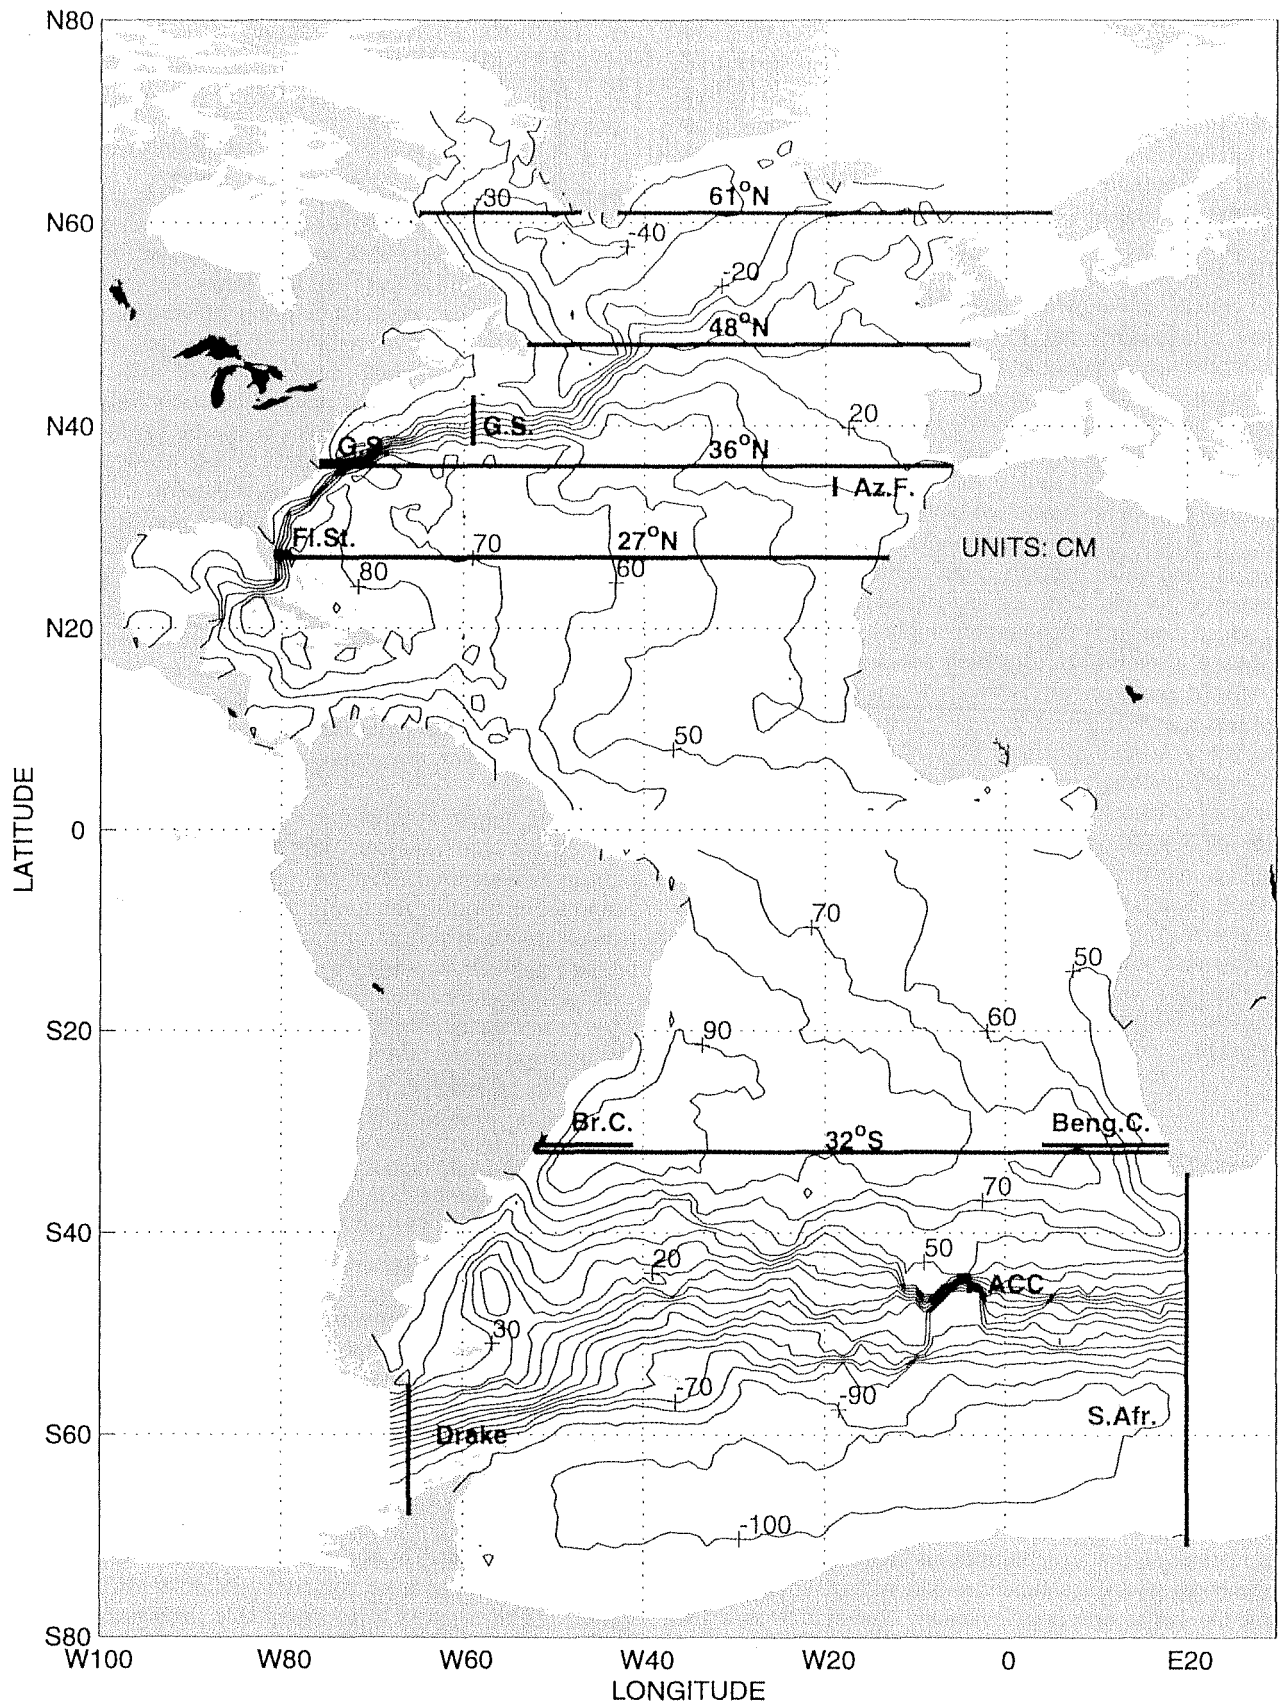 N80
-30
61°N
N60
-40
-20
48°N
N40
G.S.
G.S.
20
36°N
Az.F.
Fl.St.
70
27°N
UNITS: CM
80
60
N20
50
LATITUDE
0
70
50
S20
90
60
Br.C.
32°S
Beng.C.
70
S40
20
50
ACC
30
-70
-90
S.Afr.
S60
Drake
-100
S80
W100
W80
W60
W40
W20
0
E20
LONGITUDE